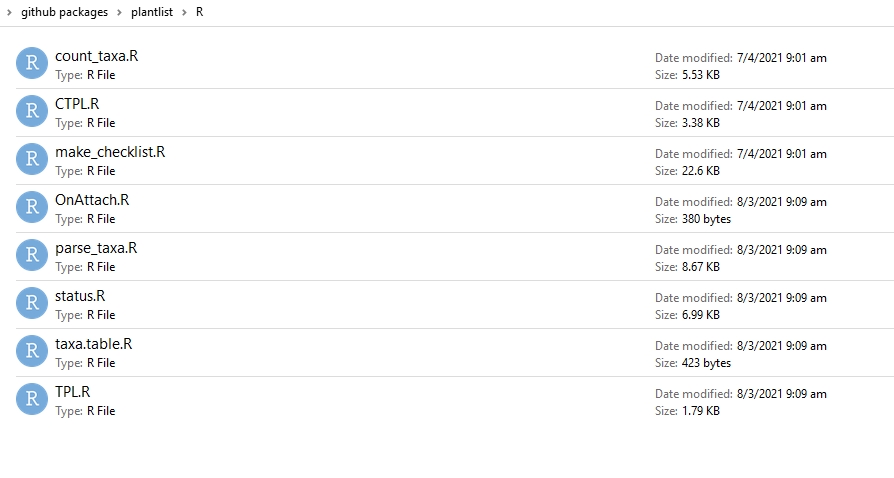 github packages > plantlist > R
R count_taxa.R Date modified: 7/4/2021 9:01 am
Type: R File Size: 5.53 KB
R CTPL.R Date modified: 7/4/2021 9:01 am
Type: R File Size: 3.38 KB
R make_checklist.R Date modified: 7/4/2021 9:01 am
Type: R File Size: 22.6 KB
R OnAttach.R Date modified: 8/3/2021 9:09 am
Type: R File Size: 380 bytes
R parse_taxa.R Date modified: 8/3/2021 9:09 am
Type: R File Size: 8.67 KB
R status.R Date modified: 8/3/2021 9:09 am
Type: R File Size: 6.99 KB
R taxa.table.R Date modified: 8/3/2021 9:09 am
Type: R File Size: 423 bytes
R TPL.R Date modified: 8/3/2021 9:09 am
Type: R File Size: 1.79 KB